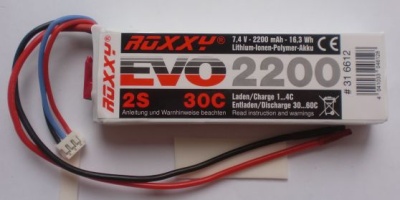 ROXXY
7,4 V - 2200 mAh - 16,3 Wh
Lithium-Ionen-Polymer-Akku
CE
EVO 2200
2S 30C
Laden/Charge 1...4C
Entladen/Discharge 30...60C
Anleitung und Warnhinweise beachten
Read instruction and warnings
# 31 6612